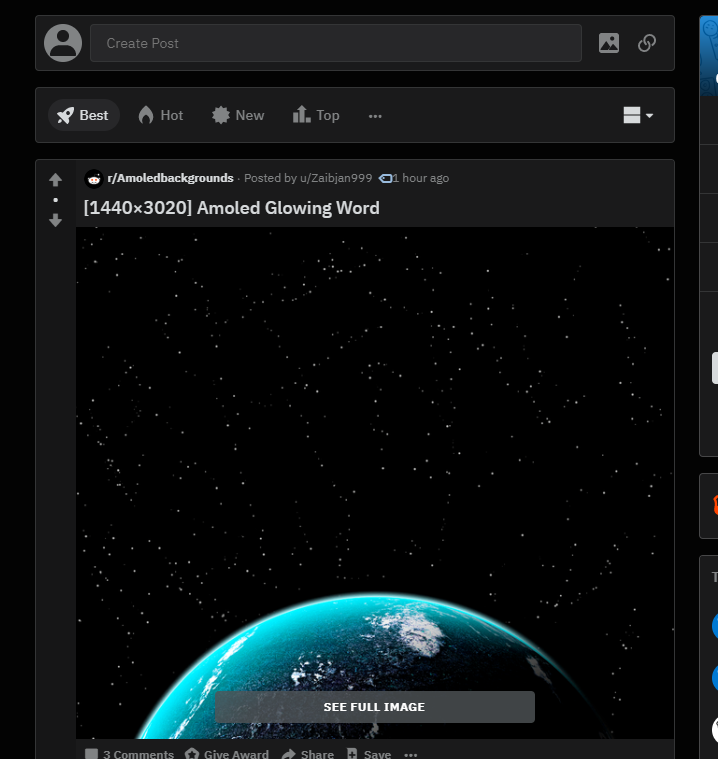 Create Post
Best Hot New Top ...
r/Amoledbackgrounds · Posted by u/Zaibjan999 1 hour ago
[1440×3020] Amoled Glowing Word
SEE FULL IMAGE
3 Comments Give Award Share Save ...